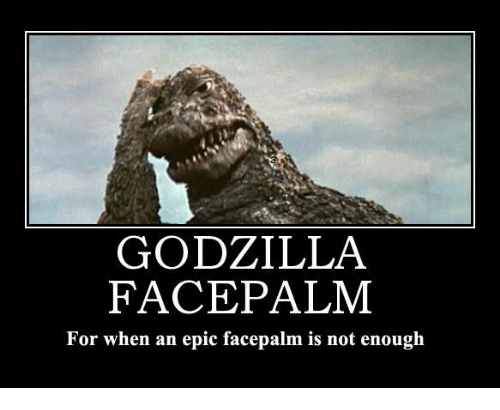 GODZILLA
FACEPALM
For when an epic facepalm is not enough